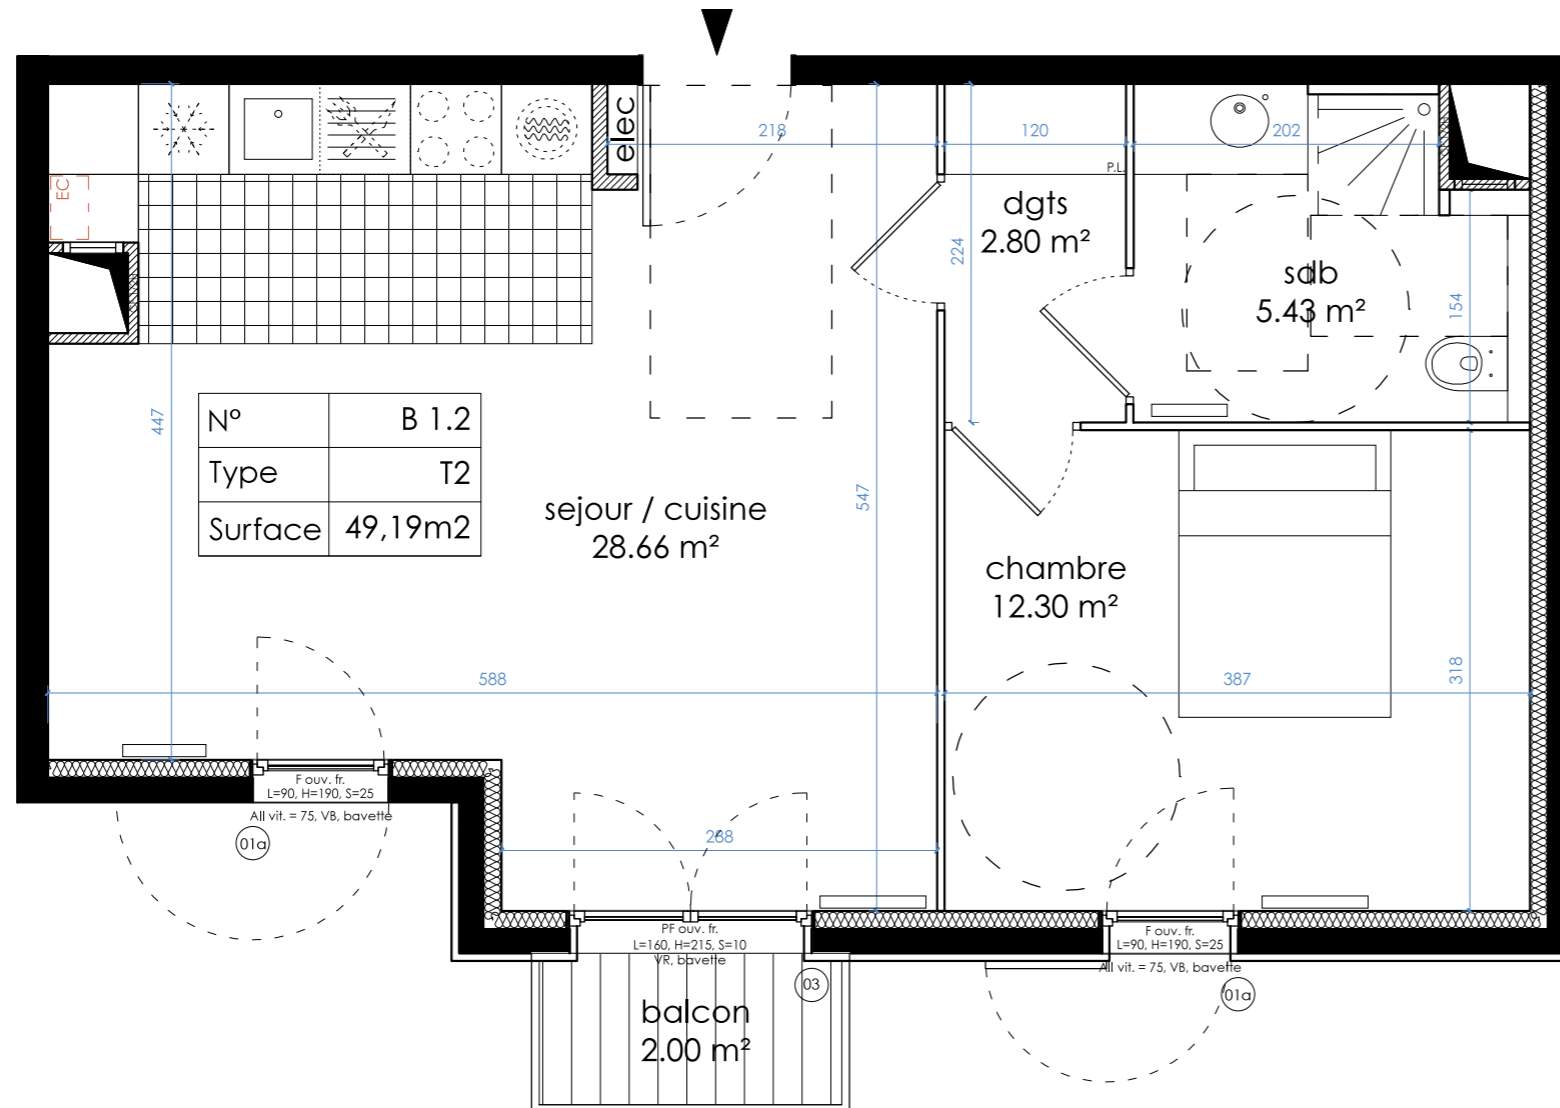 elec
218
120
202
P.L.
EC
dgts
2.80 m²
224
sdb
5.43 m²
154
447
N° B 1.2
Type T2
Surface 49,19m2
547
sejour / cuisine
28.66 m²
chambre
12.30 m²
588
387
318
F ouv. fr.
L=90, H=190, S=25
All vit. = 75, VB, bavette
01a
288
PF ouv. fr.
L=160, H=215, S=10
VR, bavette
03
F ouv. fr.
L=90, H=190, S=25
All vit. = 75, VB, bavette
01a
balcon
2.00 m²